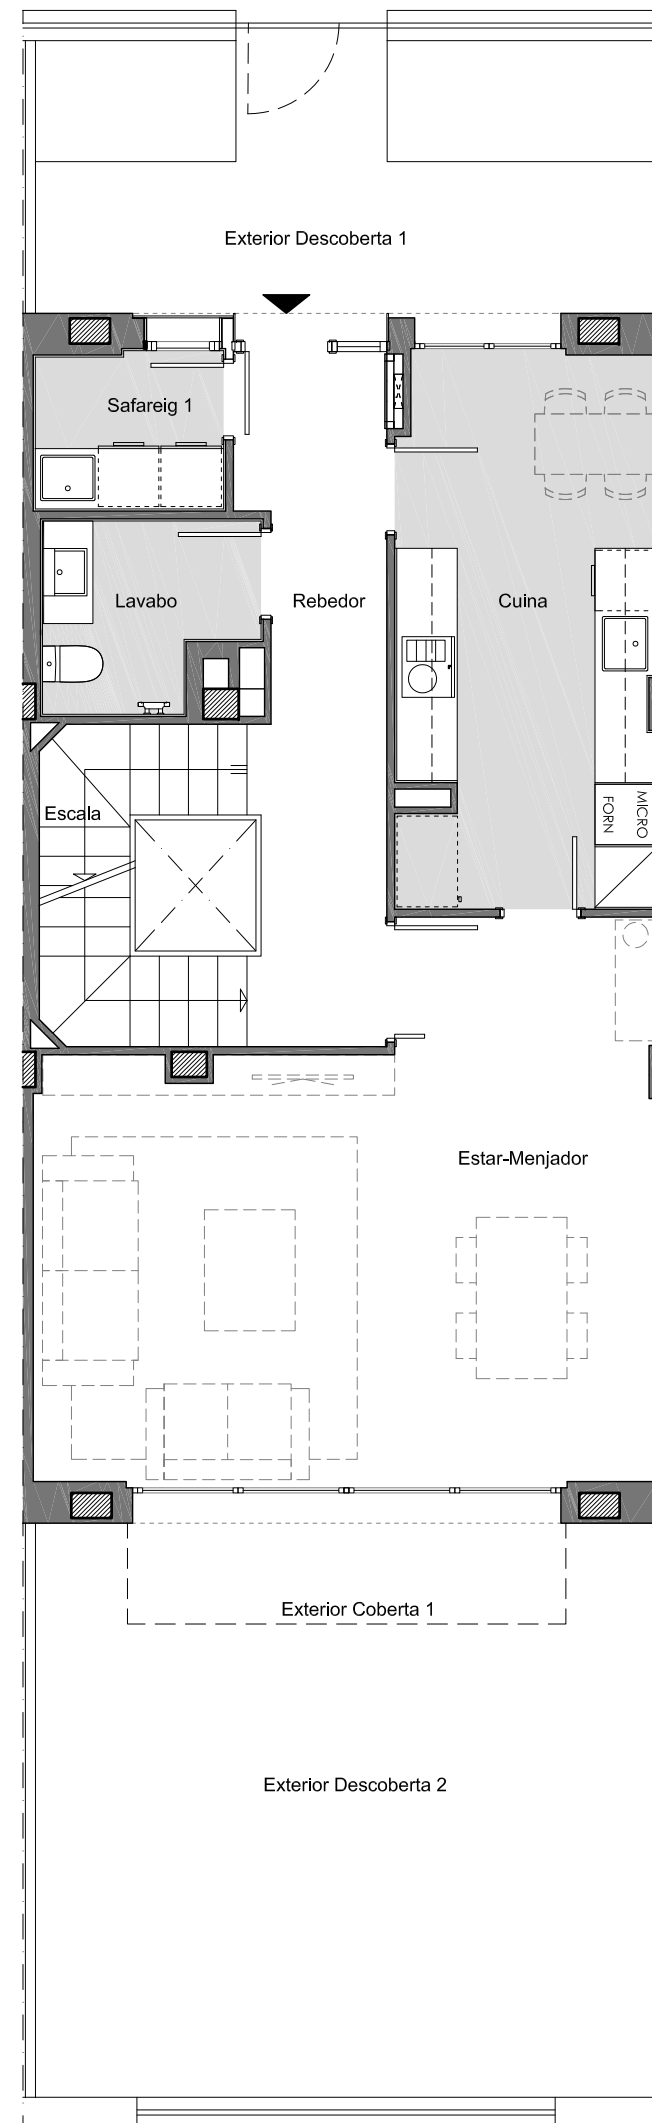 Exterior Descoberta 1
Safareig 1
Lavabo
Rebedor
Cuina
Escala
MICRO
FORN
Estar-Menjador
Exterior Coberta 1
Exterior Descoberta 2